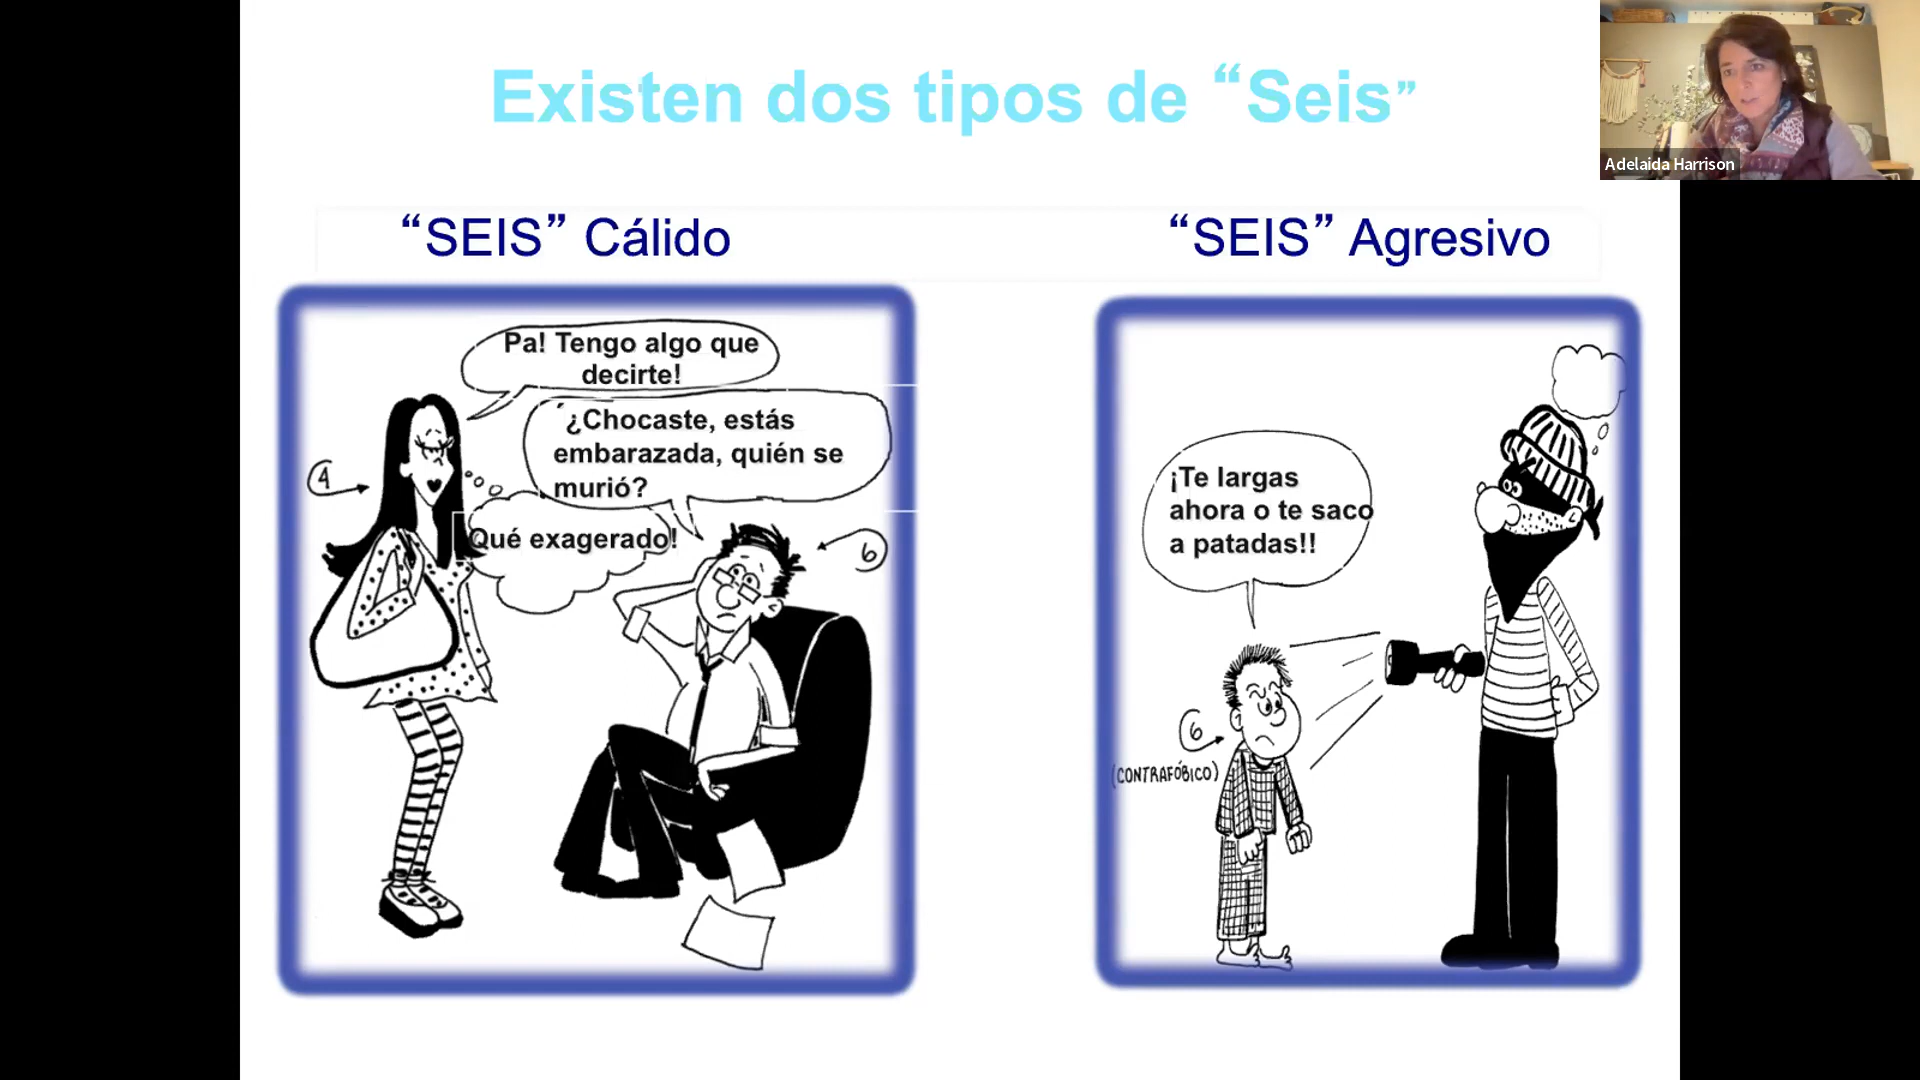 Existen dos tipos de “Seis”
Adelaida Harrison
“SEIS” Cálido
“SEIS” Agresivo
Pa! Tengo algo que
decirte!
´¿Chocaste, estás
embarazada, quién se
murió?
4
Qué exagerado!
6
¡Te largas
ahora o te saco
a patadas!!
6
(CONTRAFÓBICO)